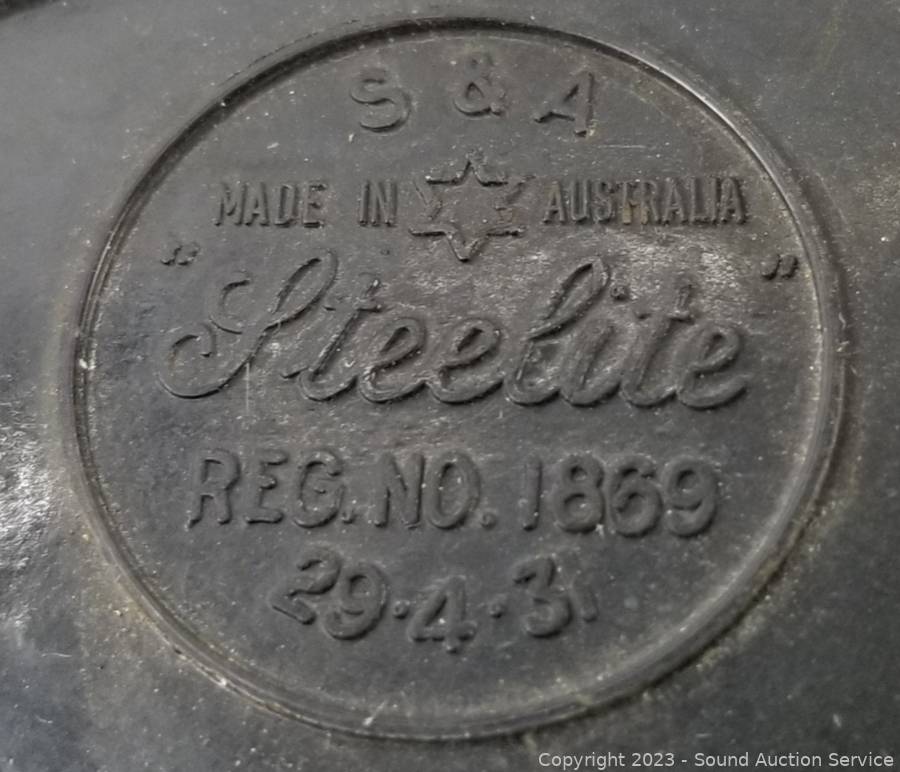 S & A
MADE IN AUSTRALIA
"Steelite"
REG. NO. 1869
29·4·31
Copyright 2023 - Sound Auction Service